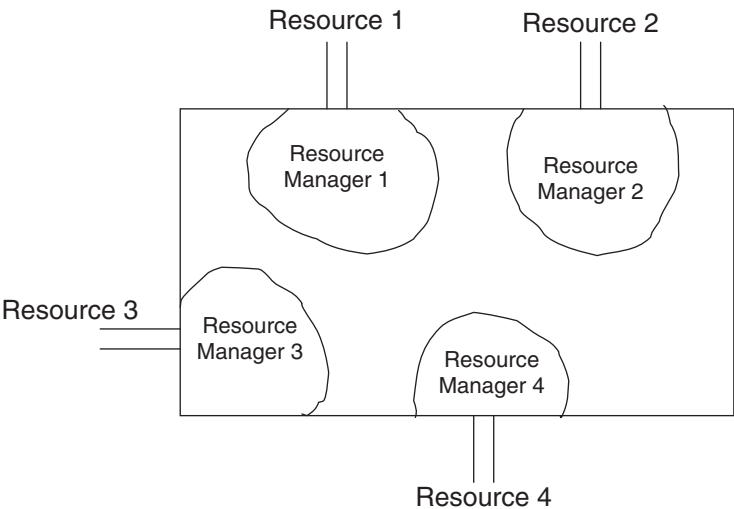 Resource 1
Resource 2
Resource
Manager 1
Resource
Manager 2
Resource 3
Resource
Manager 3
Resource
Manager 4
Resource 4